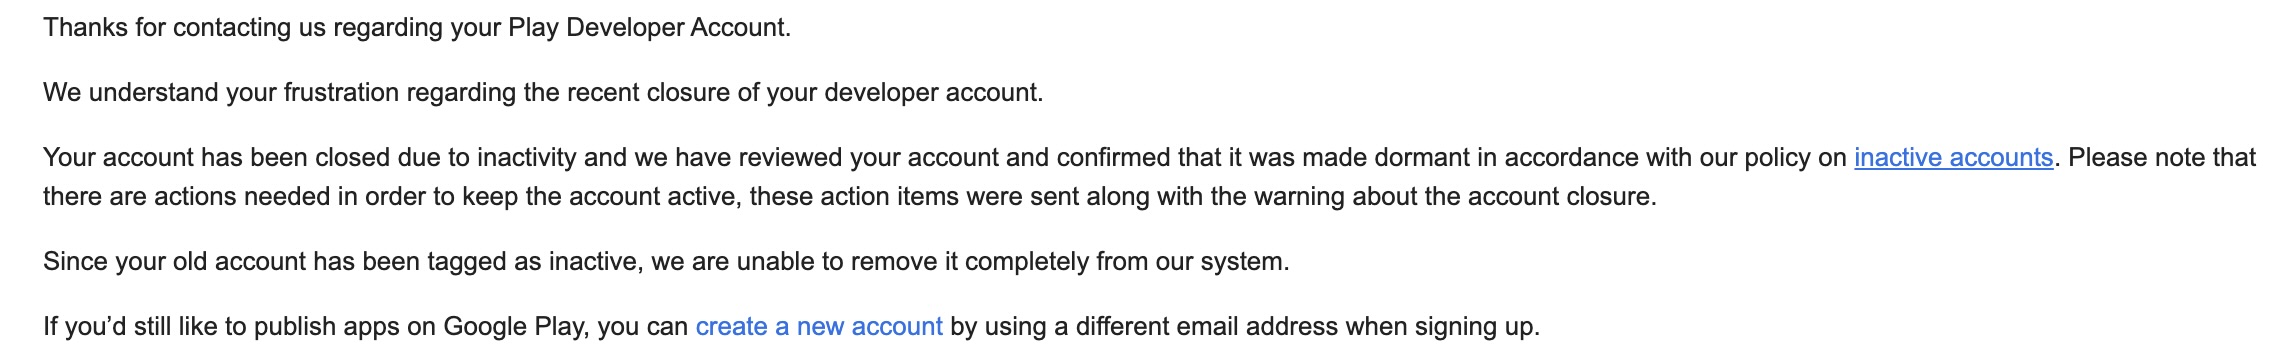 Thanks for contacting us regarding your Play Developer Account.
We understand your frustration regarding the recent closure of your developer account.
Your account has been closed due to inactivity and we have reviewed your account and confirmed that it was made dormant in accordance with our policy on inactive accounts. Please note that
there are actions needed in order to keep the account active, these action items were sent along with the warning about the account closure.
Since your old account has been tagged as inactive, we are unable to remove it completely from our system.
If you’d still like to publish apps on Google Play, you can create a new account by using a different email address when signing up.